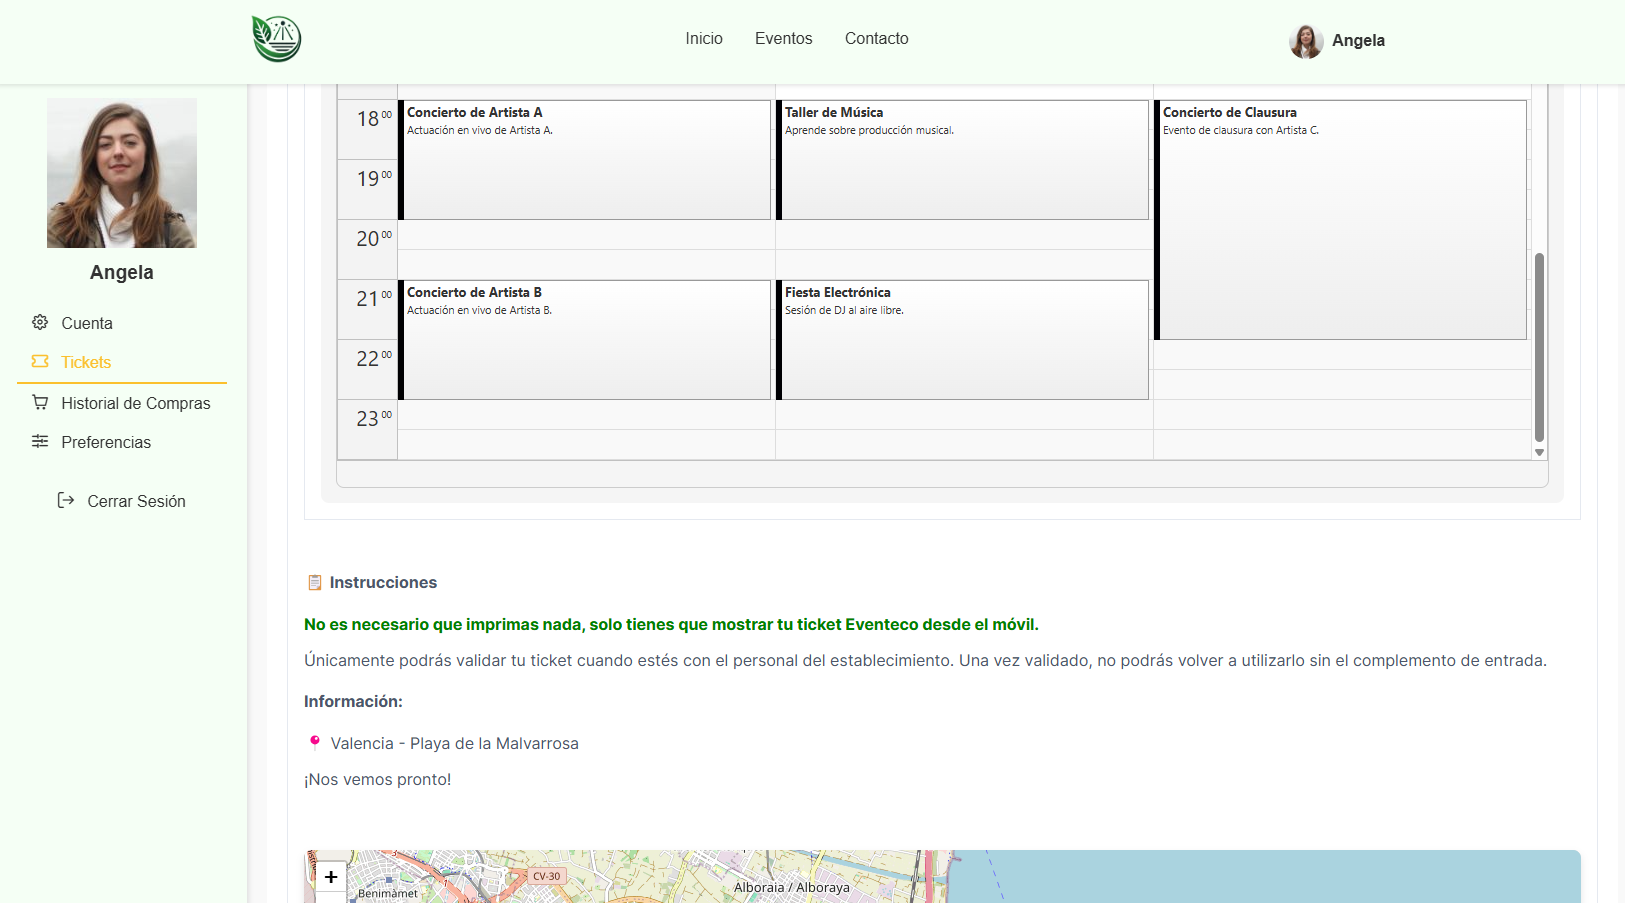 Inicio Eventos Contacto
Angela
Angela
Cuenta
Tickets
Historial de Compras
Preferencias
Cerrar Sesión
18 00
19 00
20 00
21 00
22 00
23 00
Concierto de Artista A
Actuación en vivo de Artista A.
Taller de Música
Aprende sobre producción musical.
Concierto de Clausura
Evento de clausura con Artista C.
Concierto de Artista B
Actuación en vivo de Artista B.
Fiesta Electrónica
Sesión de DJ al aire libre.
Instrucciones
No es necesario que imprimas nada, solo tienes que mostrar tu ticket Eventeco desde el móvil.
Únicamente podrás validar tu ticket cuando estés con el personal del establecimiento. Una vez validado, no podrás volver a utilizarlo sin el complemento de entrada.
Información:
Valencia - Playa de la Malvarrosa
¡Nos vemos pronto!
+
CV-30
Alboraia / Alboraya
Benimàmet